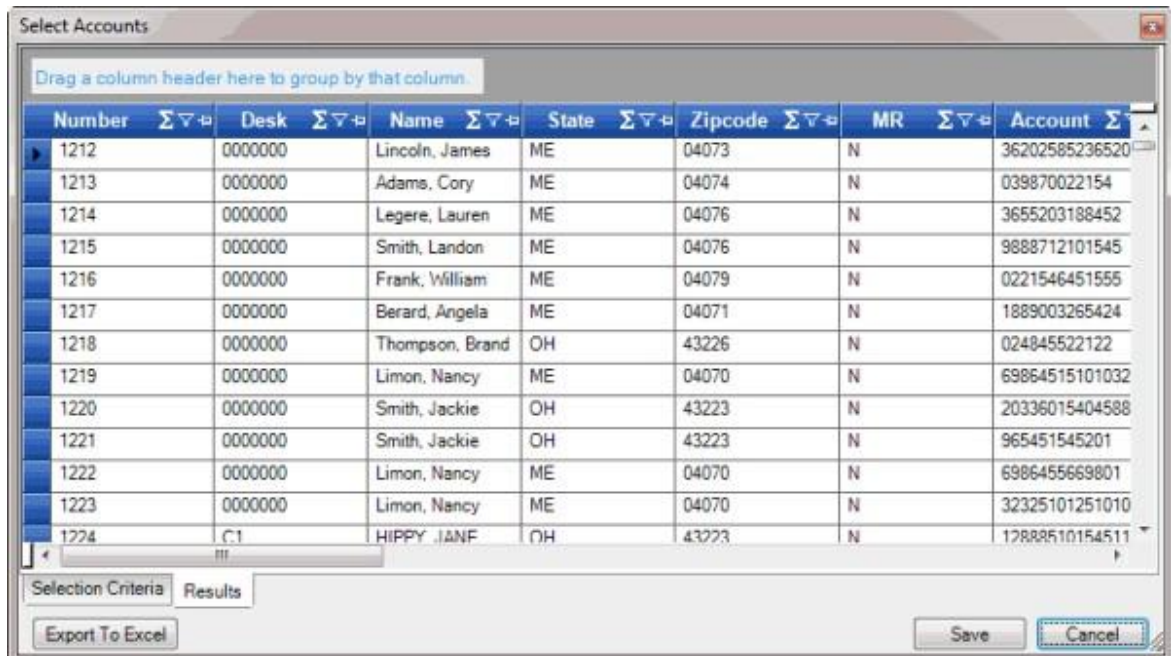 Select Accounts
Drag a column header here to group by that column.
Number Σ Desk Σ Name Σ State Σ Zipcode Σ MR Σ Account Σ
1212 0000000 Lincoln, James ME 04073 N 36202585236520
1213 0000000 Adams, Cory ME 04074 N 039870022154
1214 0000000 Legere, Lauren ME 04076 N 3655203188452
1215 0000000 Smith, Landon ME 04076 N 9888712101545
1216 0000000 Frank, William ME 04079 N 0221546451555
1217 0000000 Berard, Angela ME 04071 N 1889003265424
1218 0000000 Thompson, Brand OH 43226 N 024845522122
1219 0000000 Limon, Nancy ME 04070 N 69864515101032
1220 0000000 Smith, Jackie OH 43223 N 20336015404588
1221 0000000 Smith, Jackie OH 43223 N 965451545201
1222 0000000 Limon, Nancy ME 04070 N 6986455669801
1223 0000000 Limon, Nancy ME 04070 N 32325101251010
1224 C1 HIPPY, JANE OH 43223 N 12888510154511
Selection Criteria Results
Export To Excel Save Cancel